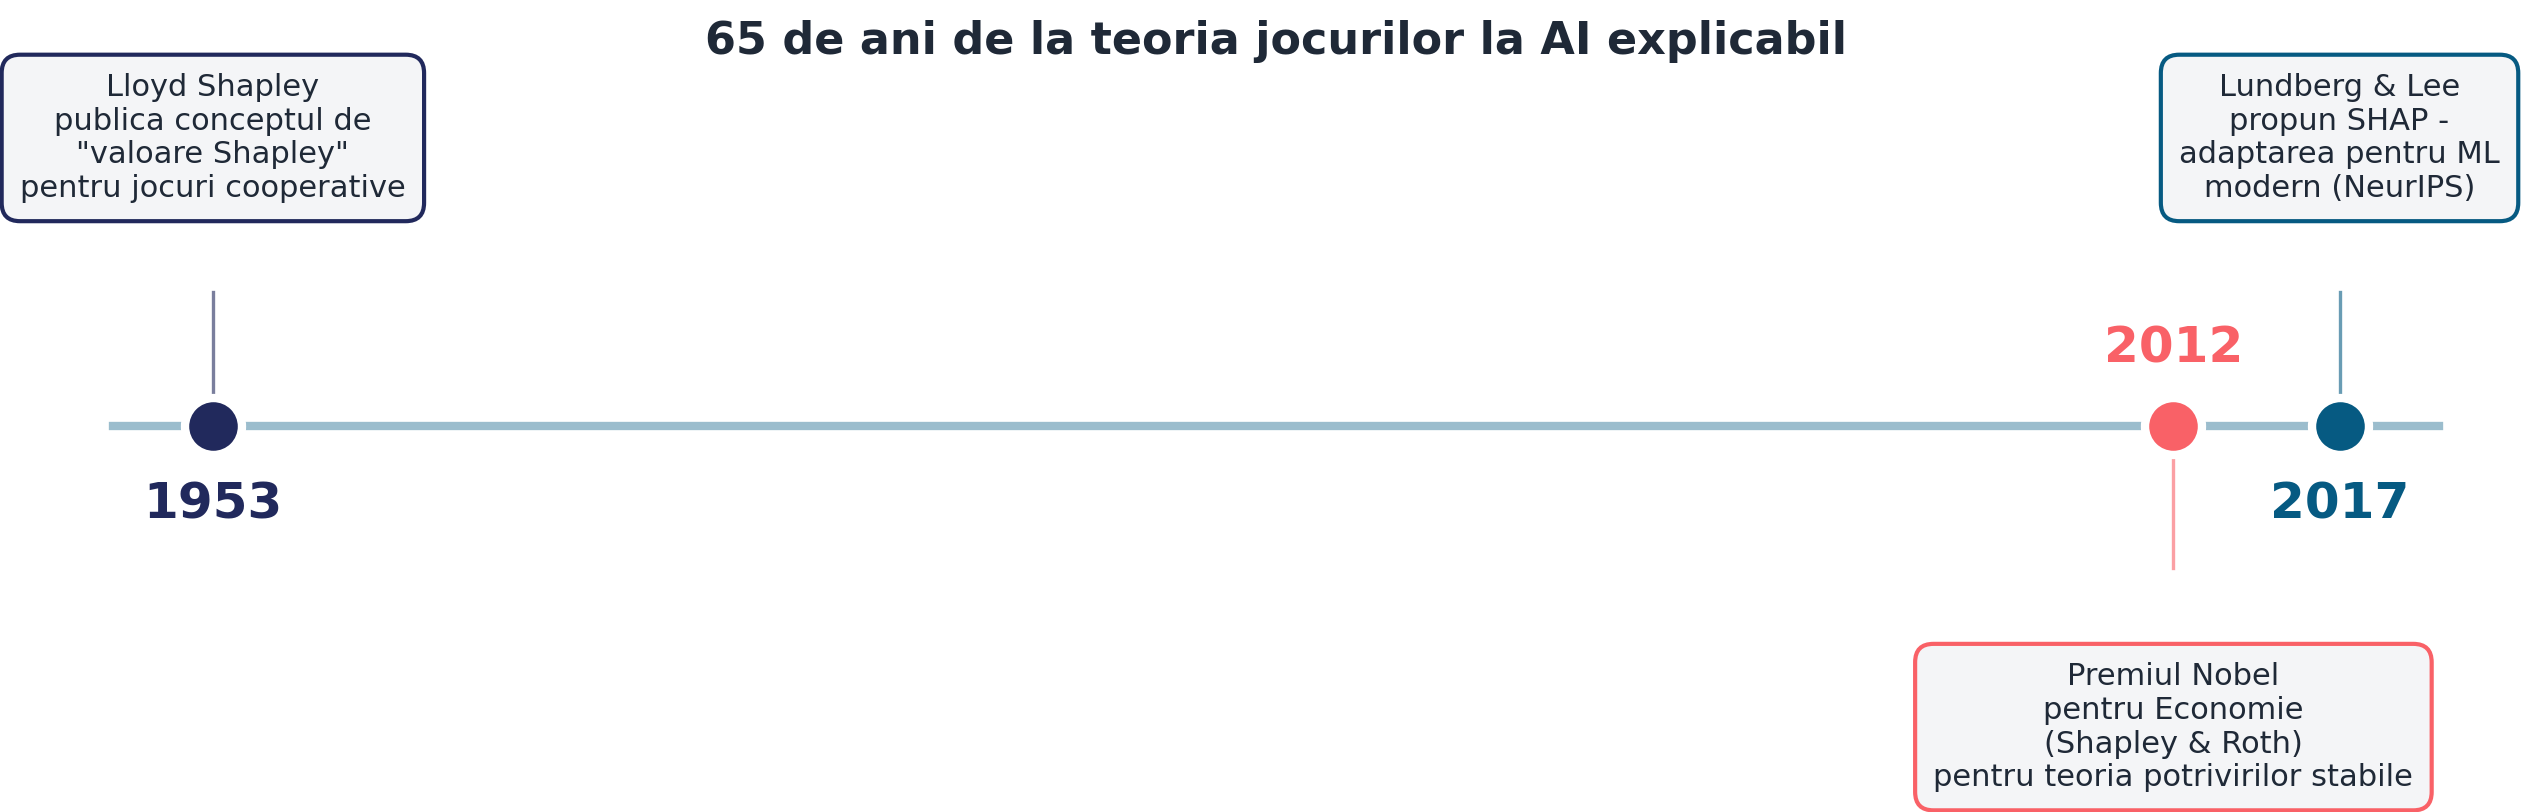 65 de ani de la teoria jocurilor la AI explicabil
Lloyd Shapley
publica conceptul de
"valoare Shapley"
pentru jocuri cooperative
1953
2012
Premiul Nobel
pentru Economie
(Shapley & Roth)
pentru teoria potrivirilor stabile
Lundberg & Lee
propun SHAP -
adaptarea pentru ML
modern (NeurIPS)
2017